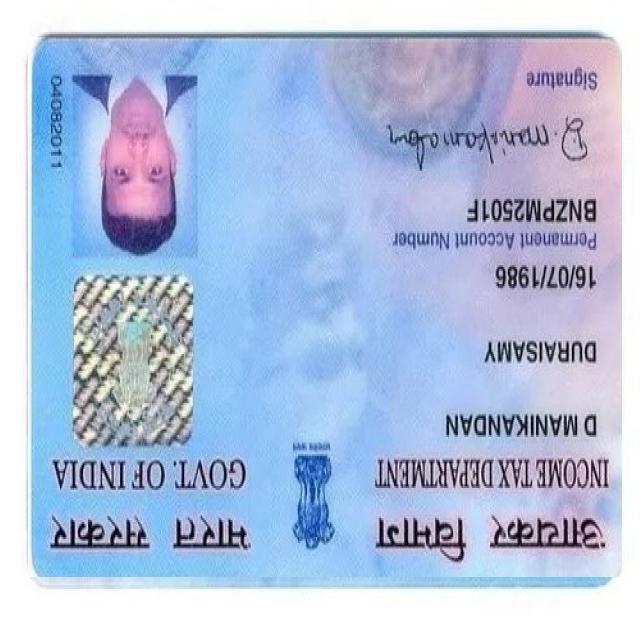 आयकर विभाग
INCOME TAX DEPARTMENT
भारत सरकार
GOVT. OF INDIA
D MANIKANDAN
DURAISAMY
16/07/1986
Permanent Account Number
BNZPM2501F
D. Manikandan
Signature
04082011